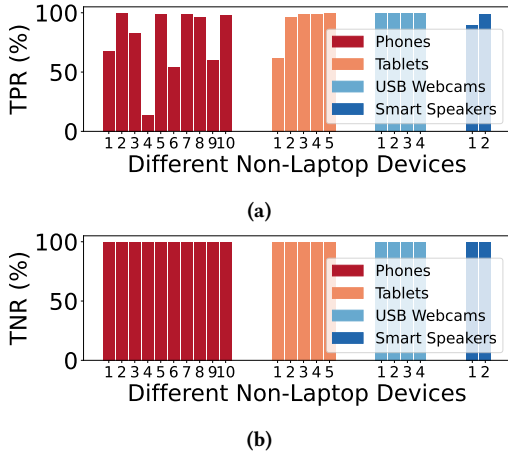 100
50
0
TPR (%)
Phones
Tablets
USB Webcams
Smart Speakers
1 2 3 4 5 6 7 8 9 10 1 2 3 4 5 1 2 3 4 1 2
Different Non-Laptop Devices
(a)
100
50
0
TNR (%)
Phones
Tablets
USB Webcams
Smart Speakers
1 2 3 4 5 6 7 8 9 10 1 2 3 4 5 1 2 3 4 1 2
Different Non-Laptop Devices
(b)